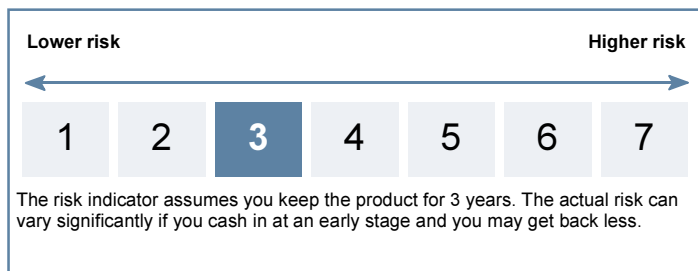 Lower risk Higher risk
1 2 3 4 5 6 7
The risk indicator assumes you keep the product for 3 years. The actual risk can
vary significantly if you cash in at an early stage and you may get back less.